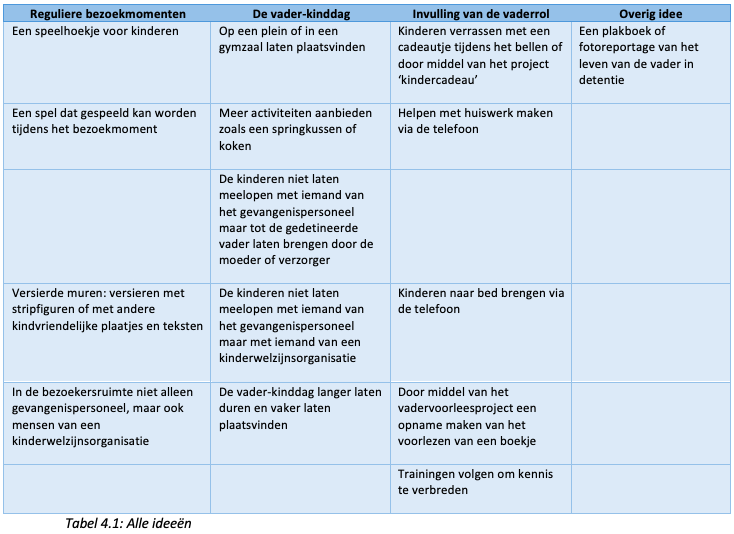 Reguliere bezoekmomenten
De vader-kinddag
Invulling van de vaderrol
Overig idee
Een speelhoekje voor kinderen
Op een plein of in een
gymzaal laten plaatsvinden
Kinderen verrassen met een
cadeautje tijdens het bellen of
door middel van het project
‘kindercadeau’
Een plakboek of
fotoreportage van het
leven van de vader in
detentie
Een spel dat gespeeld kan worden
tijdens het bezoekmoment
Meer activiteiten aanbieden
zoals een springkussen of
koken
Helpen met huiswerk maken
via de telefoon
De kinderen niet laten
meelopen met iemand van
het gevangenispersoneel
maar tot de gedetineerde
vader laten brengen door de
moeder of verzorger
Versierde muren: versieren met
stripfiguren of met andere
kindvriendelijke plaatjes en teksten
De kinderen niet laten
meelopen met iemand van
het gevangenispersoneel
maar met iemand van een
kinderwelzijnsorganisatie
Kinderen naar bed brengen via
de telefoon
In de bezoekersruimte niet alleen
gevangenispersoneel, maar ook
mensen van een
kinderwelzijnsorganisatie
De vader-kinddag langer laten
duren en vaker laten
plaatsvinden
Door middel van het
vadervoorleesproject een
opname maken van het
voorlezen van een boekje
Trainingen volgen om kennis
te verbreden
Tabel 4.1: Alle ideeën